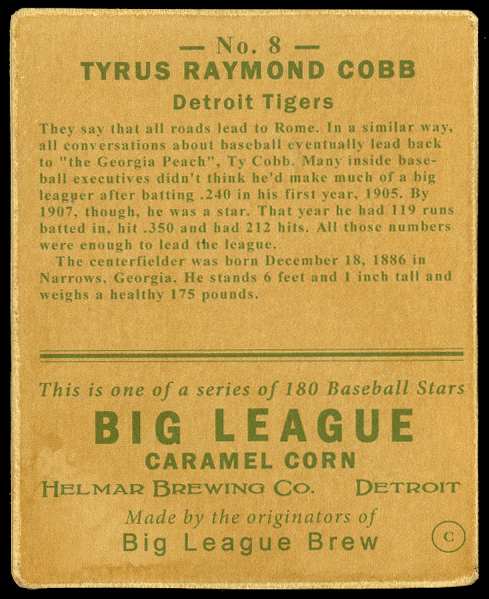 — No. 8 —
TYRUS RAYMOND COBB
Detroit Tigers
They say that all roads lead to Rome. In a similar way,
all conversations about baseball eventually lead back
to "the Georgia Peach", Ty Cobb. Many inside base-
ball executives didn't think he'd make much of a big
leaguer after batting .240 in his first year, 1905. By
1907, though, he was a star. That year he had 119 runs
batted in, hit .350 and had 212 hits. All those numbers
were enough to lead the league.
The centerfielder was born December 18, 1886 in
Narrows, Georgia. He stands 6 feet and 1 inch tall and
weighs a healthy 175 pounds.
This is one of a series of 180 Baseball Stars
BIG LEAGUE
CARAMEL CORN
HELMAR BREWING CO. DETROIT
Made by the originators of
Big League Brew
C